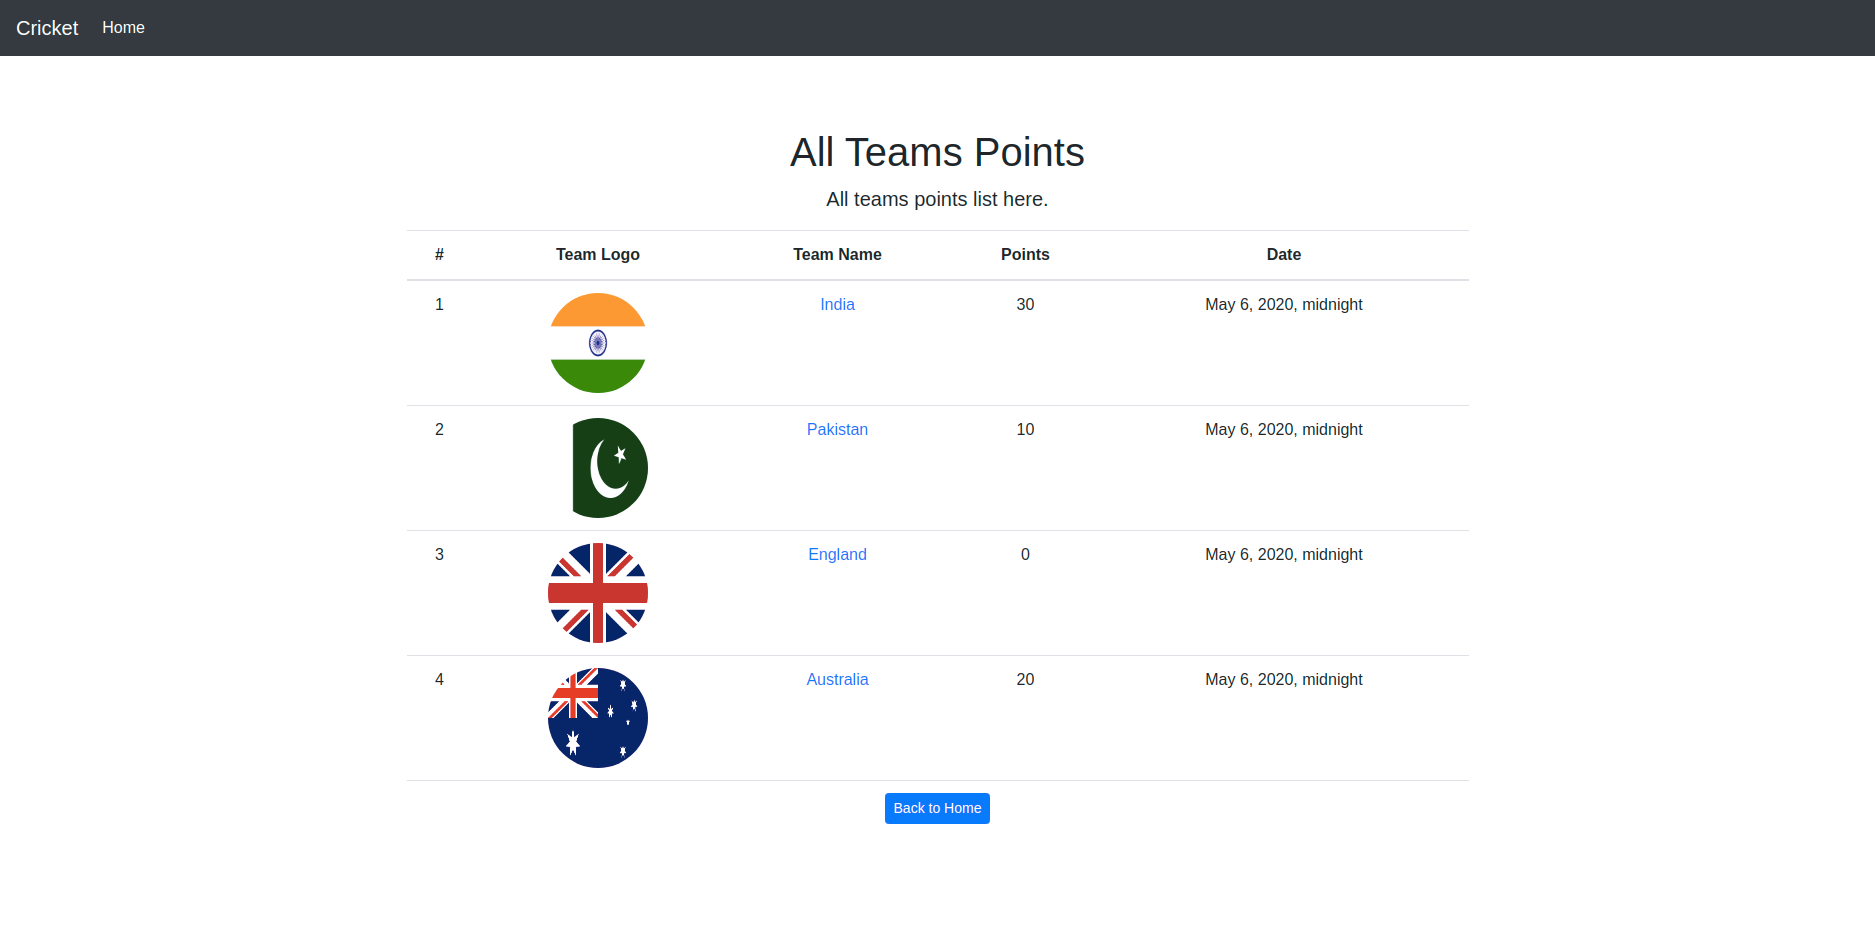 Cricket Home
All Teams Points
All teams points list here.
# Team Logo Team Name Points Date
1 India 30 May 6, 2020, midnight
2 Pakistan 10 May 6, 2020, midnight
3 England 0 May 6, 2020, midnight
4 Australia 20 May 6, 2020, midnight
Back to Home